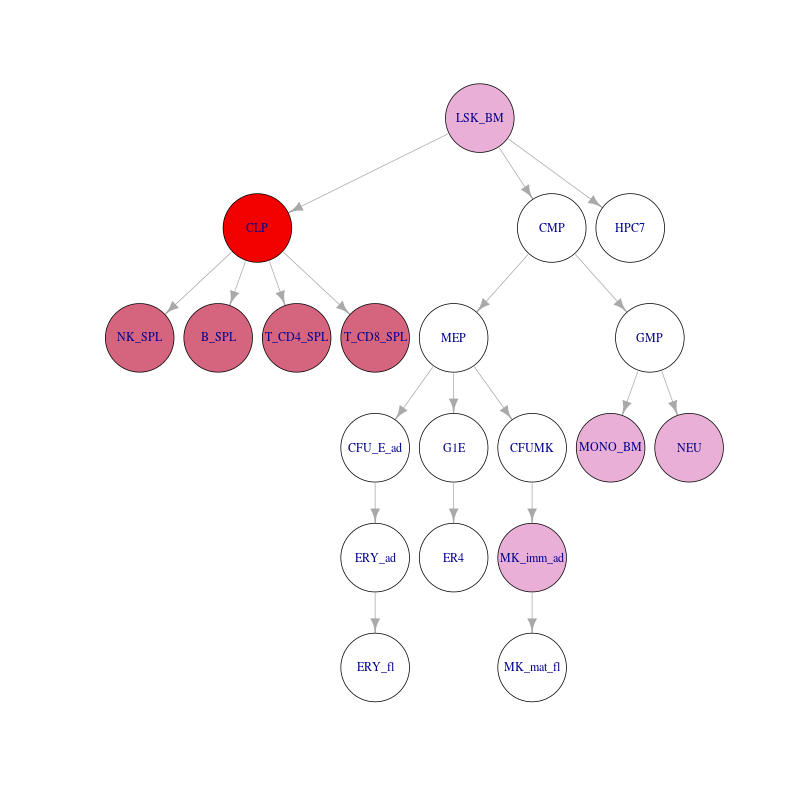 LSK_BM
CLP
CMP
HPC7
NK_SPL
B_SPL
T_CD4_SPL
T_CD8_SPL
MEP
GMP
CFU_E_ad
G1E
CFUMK
MONO_BM
NEU
ERY_ad
ER4
MK_imm_ad
ERY_fl
MK_mat_fl